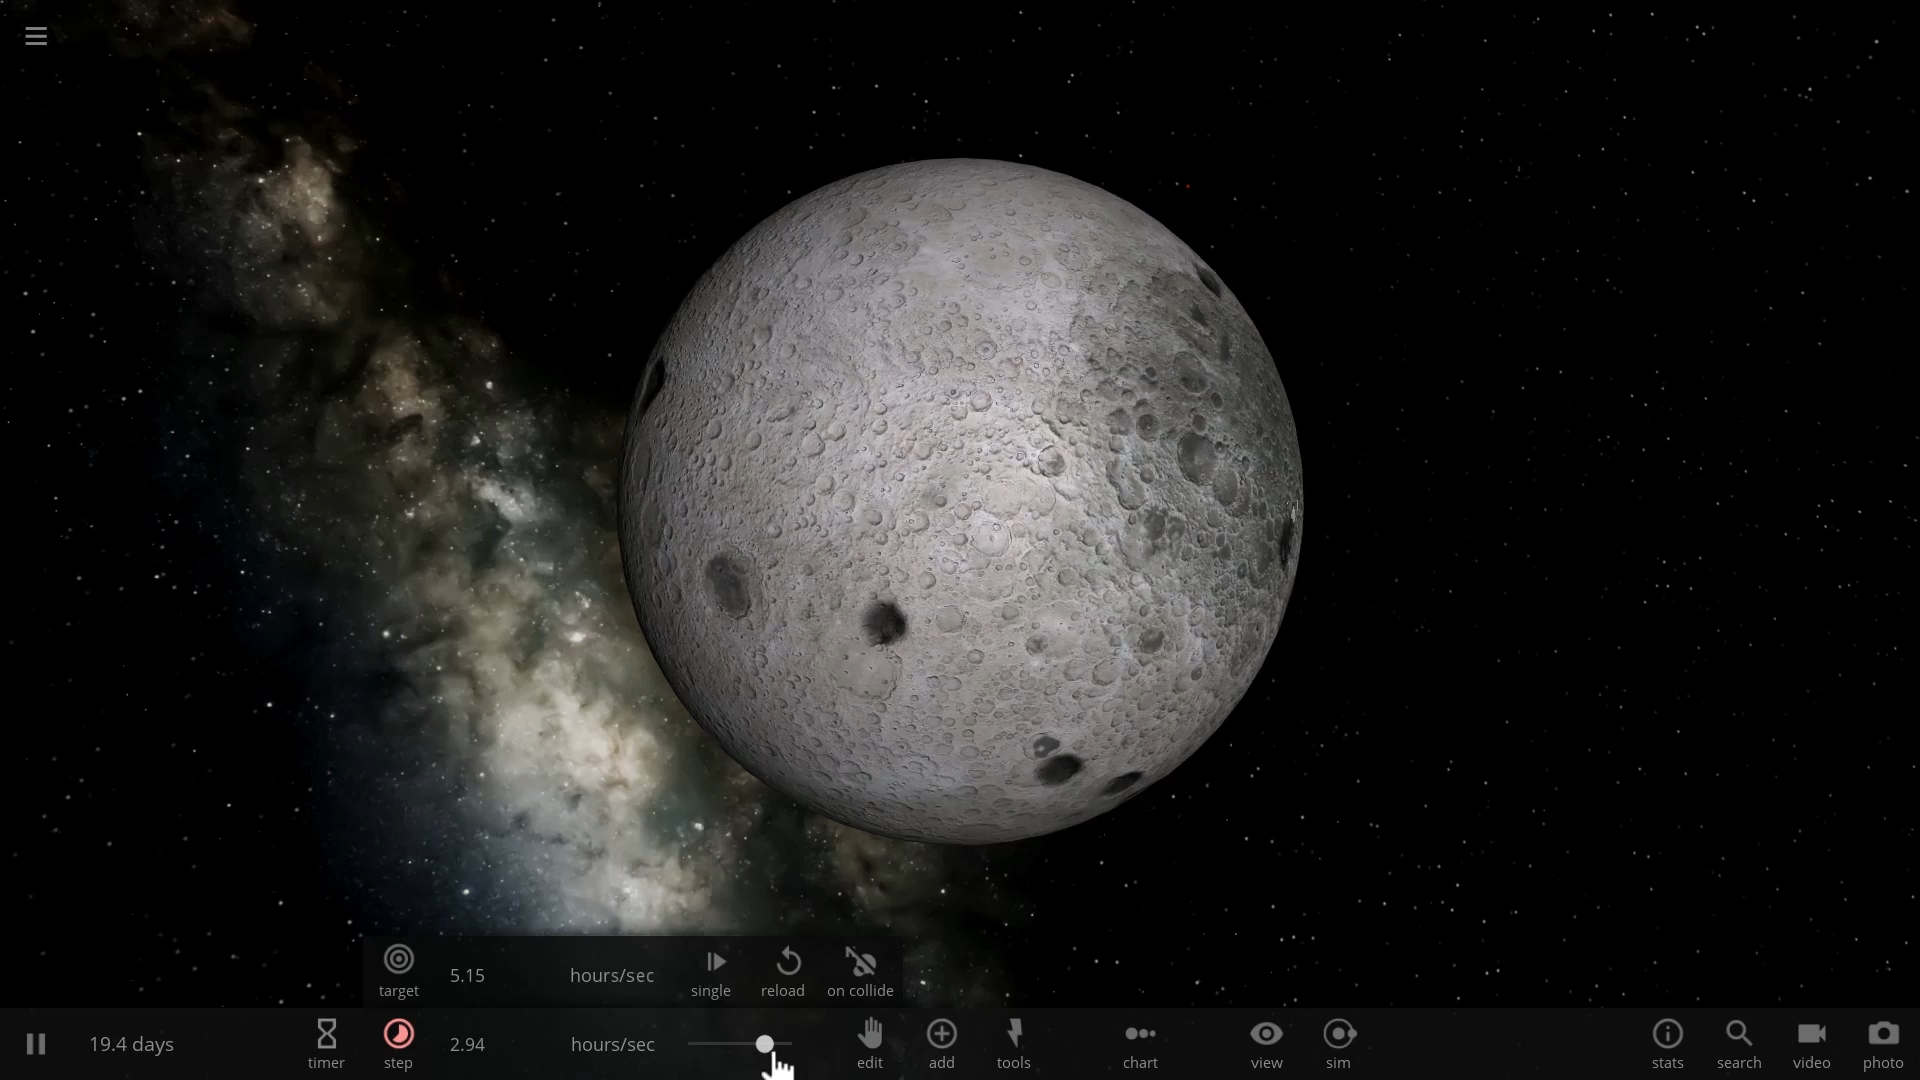 target 5.15 hours/sec single reload on collide
19.4 days timer step 2.94 hours/sec edit add tools chart view sim stats search video photo